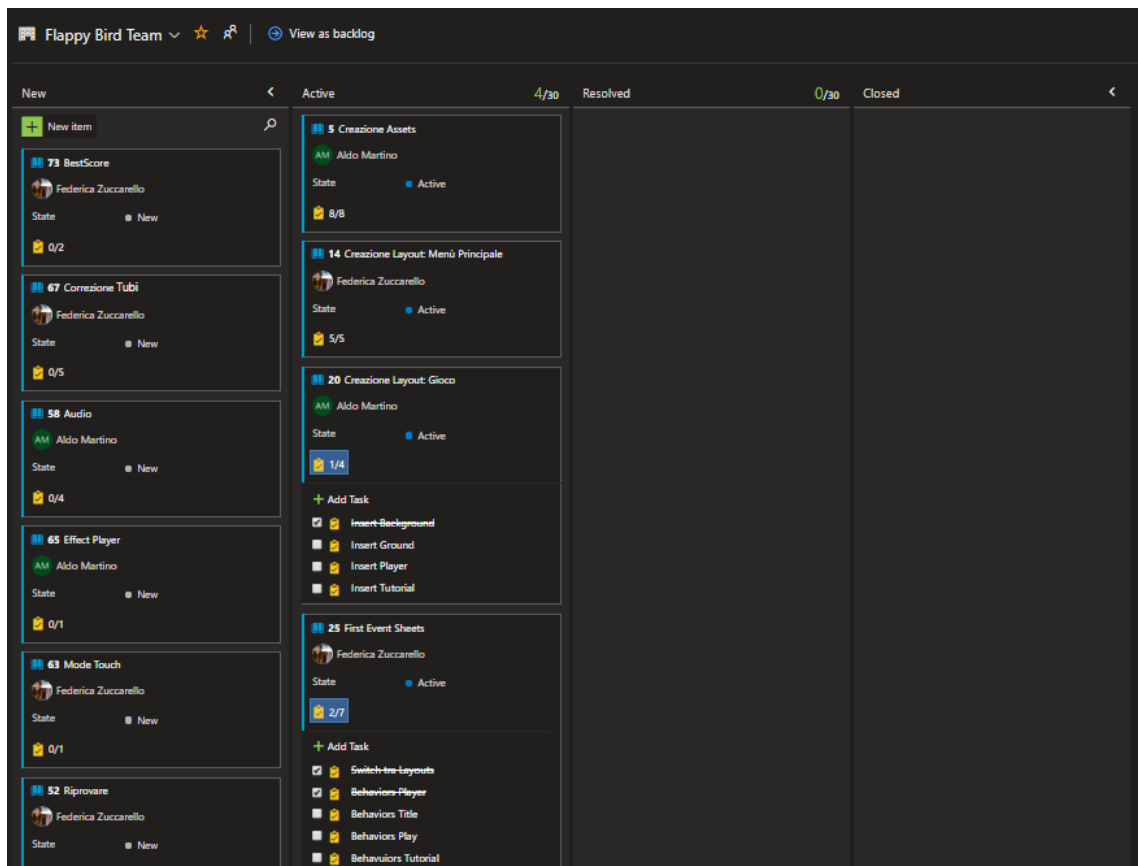 Flappy Bird Team
View as backlog
New
Active
4/30
Resolved
0/30
Closed
New item
73 BestScore
Federica Zuccarello
State
New
0/2
67 Correzione Tubi
Federica Zuccarello
State
New
0/5
58 Audio
AM Aldo Martino
State
New
0/4
65 Effect Player
AM Aldo Martino
State
New
0/1
63 Mode Touch
Federica Zuccarello
State
New
0/1
52 Riprovare
Federica Zuccarello
State
New
5 Creazione Assets
AM Aldo Martino
State
Active
8/8
14 Creazione Layout: Menù Principale
Federica Zuccarello
State
Active
5/5
20 Creazione Layout: Gioco
AM Aldo Martino
State
Active
1/4
Add Task
Insert Background
Insert Ground
Insert Player
Insert Tutorial
25 First Event Sheets
Federica Zuccarello
State
Active
2/7
Add Task
Switch tra Layouts
Behaviors Player
Behaviors Title
Behaviors Play
Behavuiors Tutorial